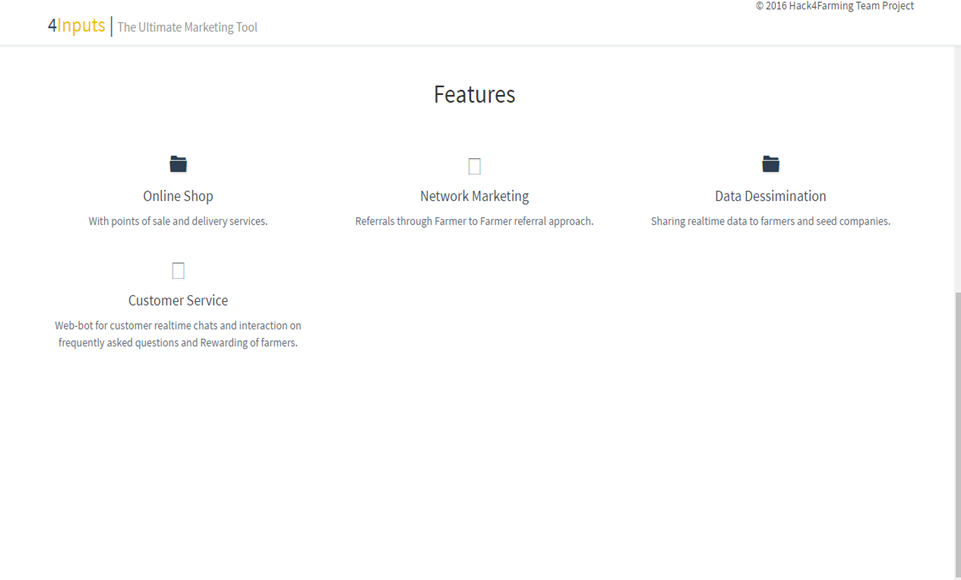 © 2016 Hack4Farming Team Project
4Inputs | The Ultimate Marketing Tool
Features
Online Shop
With points of sale and delivery services.
Network Marketing
Referrals through Farmer to Farmer referral approach.
Data Dessimination
Sharing realtime data to farmers and seed companies.
Customer Service
Web-bot for customer realtime chats and interaction on
frequently asked questions and Rewarding of farmers.